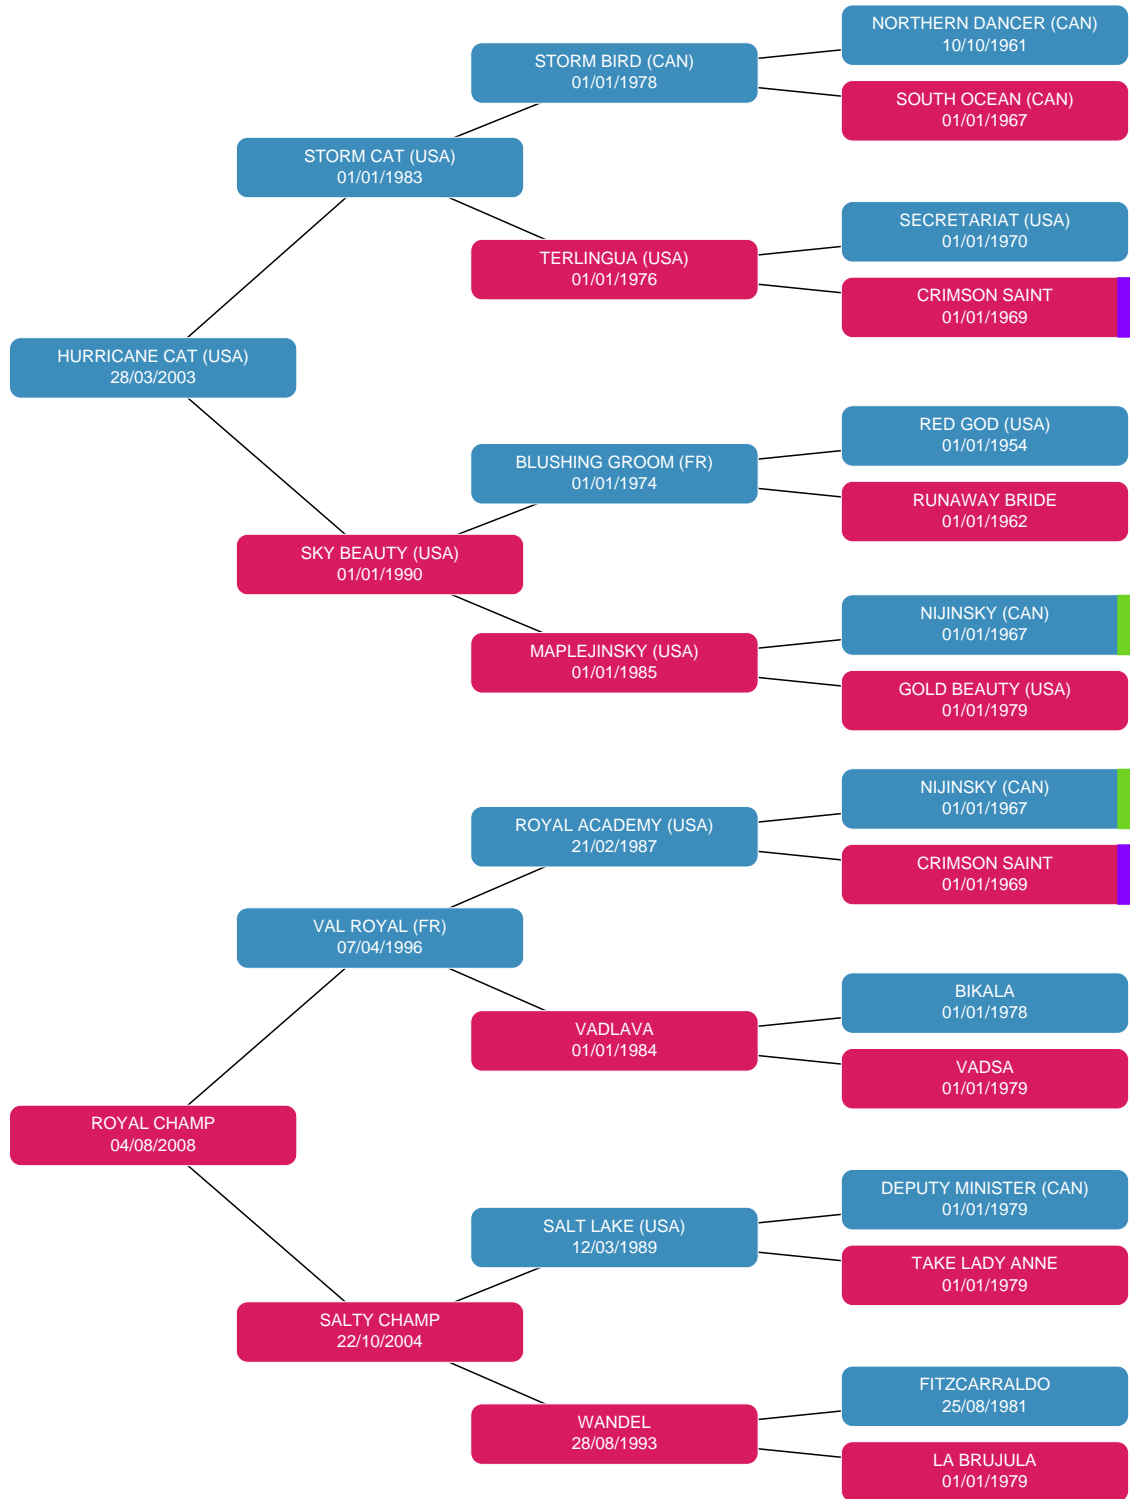 NORTHERN DANCER (CAN)
10/10/1961
STORM BIRD (CAN)
01/01/1978
SOUTH OCEAN (CAN)
01/01/1967
STORM CAT (USA)
01/01/1983
SECRETARIAT (USA)
01/01/1970
TERLINGUA (USA)
01/01/1976
CRIMSON SAINT
01/01/1969
HURRICANE CAT (USA)
28/03/2003
RED GOD (USA)
01/01/1954
BLUSHING GROOM (FR)
01/01/1974
RUNAWAY BRIDE
01/01/1962
SKY BEAUTY (USA)
01/01/1990
NIJINSKY (CAN)
01/01/1967
MAPLEJINSKY (USA)
01/01/1985
GOLD BEAUTY (USA)
01/01/1979
NIJINSKY (CAN)
01/01/1967
ROYAL ACADEMY (USA)
21/02/1987
CRIMSON SAINT
01/01/1969
VAL ROYAL (FR)
07/04/1996
BIKALA
01/01/1978
VADLAVA
01/01/1984
VADSA
01/01/1979
ROYAL CHAMP
04/08/2008
DEPUTY MINISTER (CAN)
01/01/1979
SALT LAKE (USA)
12/03/1989
TAKE LADY ANNE
01/01/1979
SALTY CHAMP
22/10/2004
FITZCARRALDO
25/08/1981
WANDEL
28/08/1993
LA BRUJULA
01/01/1979